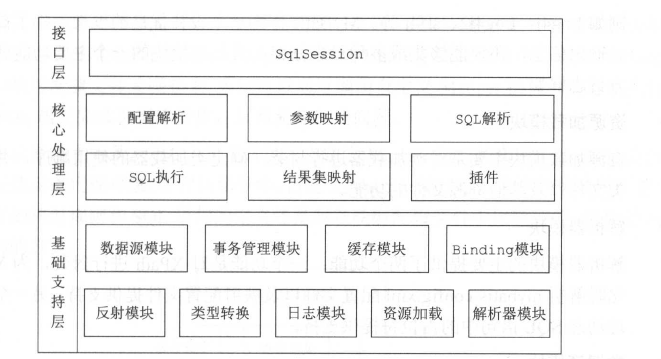 接口层
SqlSession
核心处理层
配置解析
参数映射
SQL解析
SQL执行
结果集映射
插件
基础支持层
数据源模块
事务管理模块
缓存模块
Binding模块
反射模块
类型转换
日志模块
资源加载
解析器模块